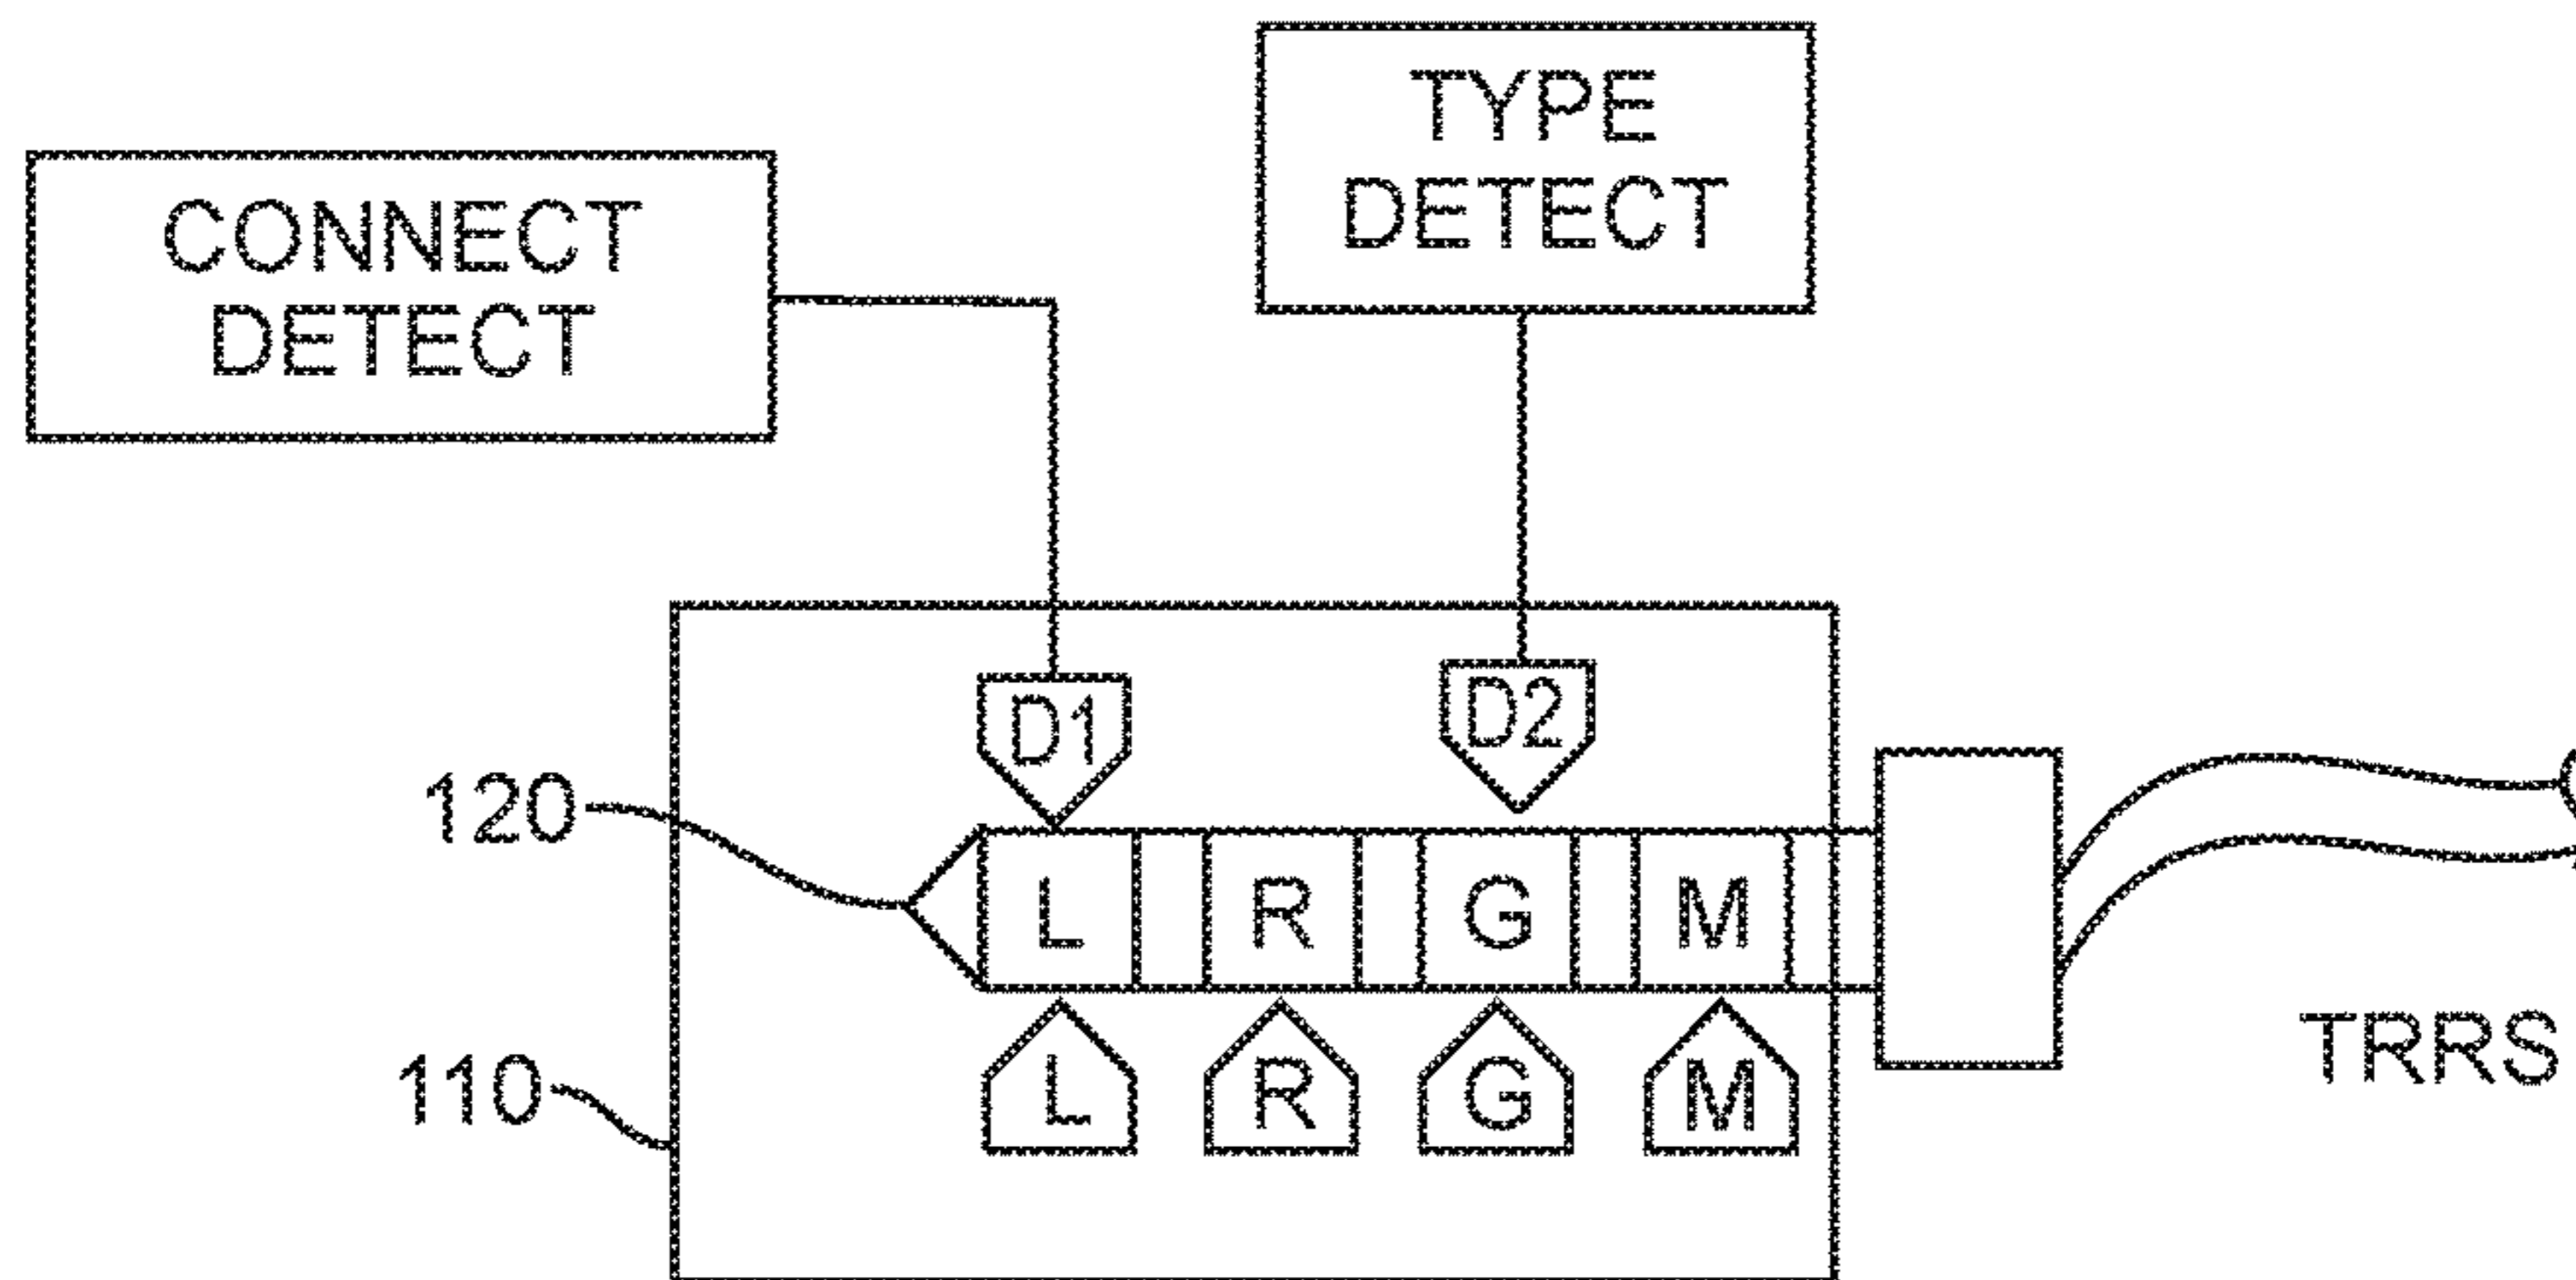 TYPE
DETECT
CONNECT
DETECT
D1
D2
120
L R G M
110
L R G M
TRRS